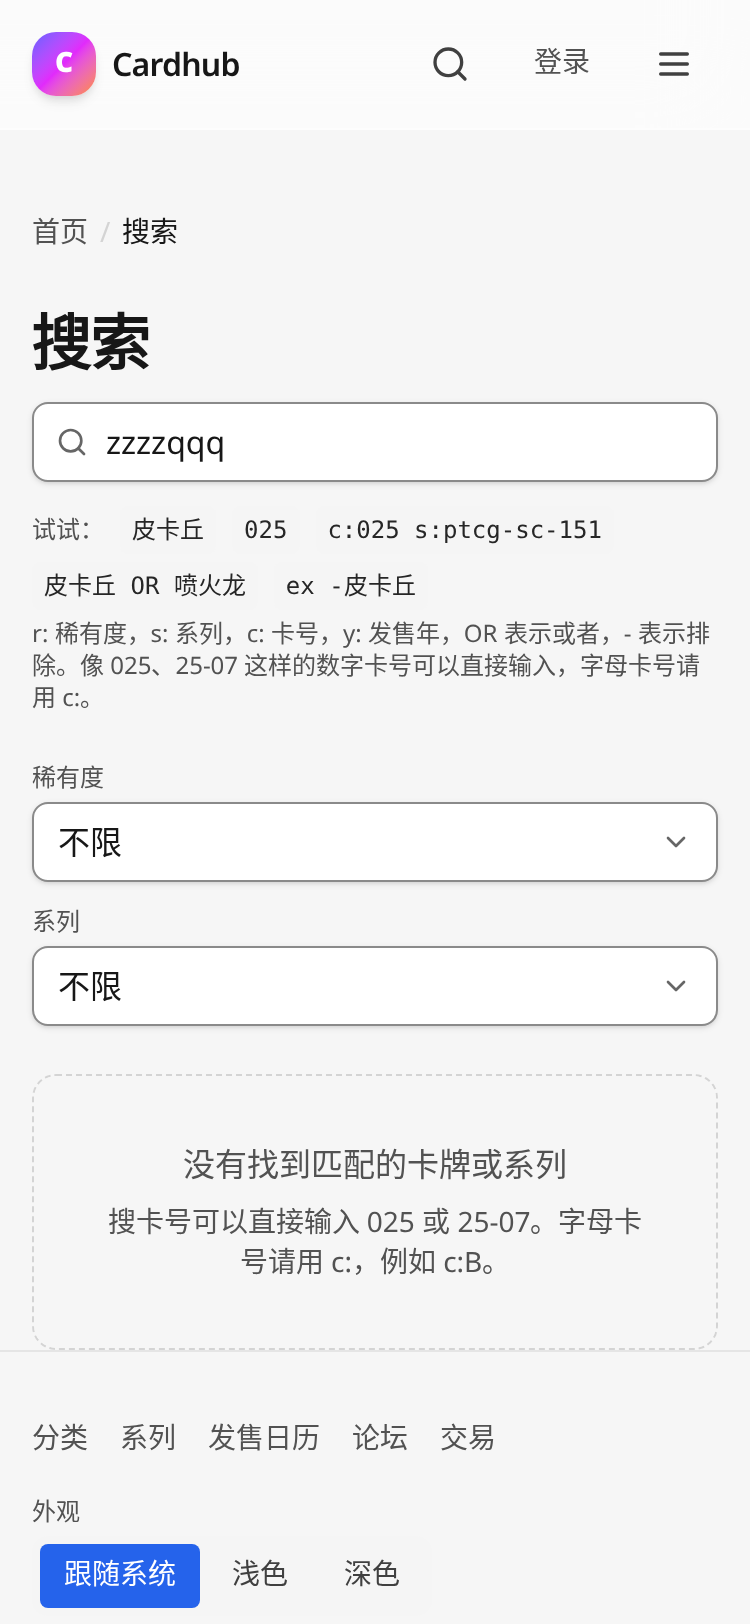 C Cardhub 登录
首页 / 搜索
搜索
zzzzqqq
试试： 皮卡丘 025 c:025 s:ptcg-sc-151
皮卡丘 OR 喷火龙 ex -皮卡丘
r: 稀有度，s: 系列，c: 卡号，y: 发售年，OR 表示或者，- 表示排
除。像 025、25-07 这样的数字卡号可以直接输入，字母卡号请
用 c:。
稀有度
不限
系列
不限
没有找到匹配的卡牌或系列
搜卡号可以直接输入 025 或 25-07。字母卡
号请用 c:，例如 c:B。
分类 系列 发售日历 论坛 交易
外观
跟随系统 浅色 深色